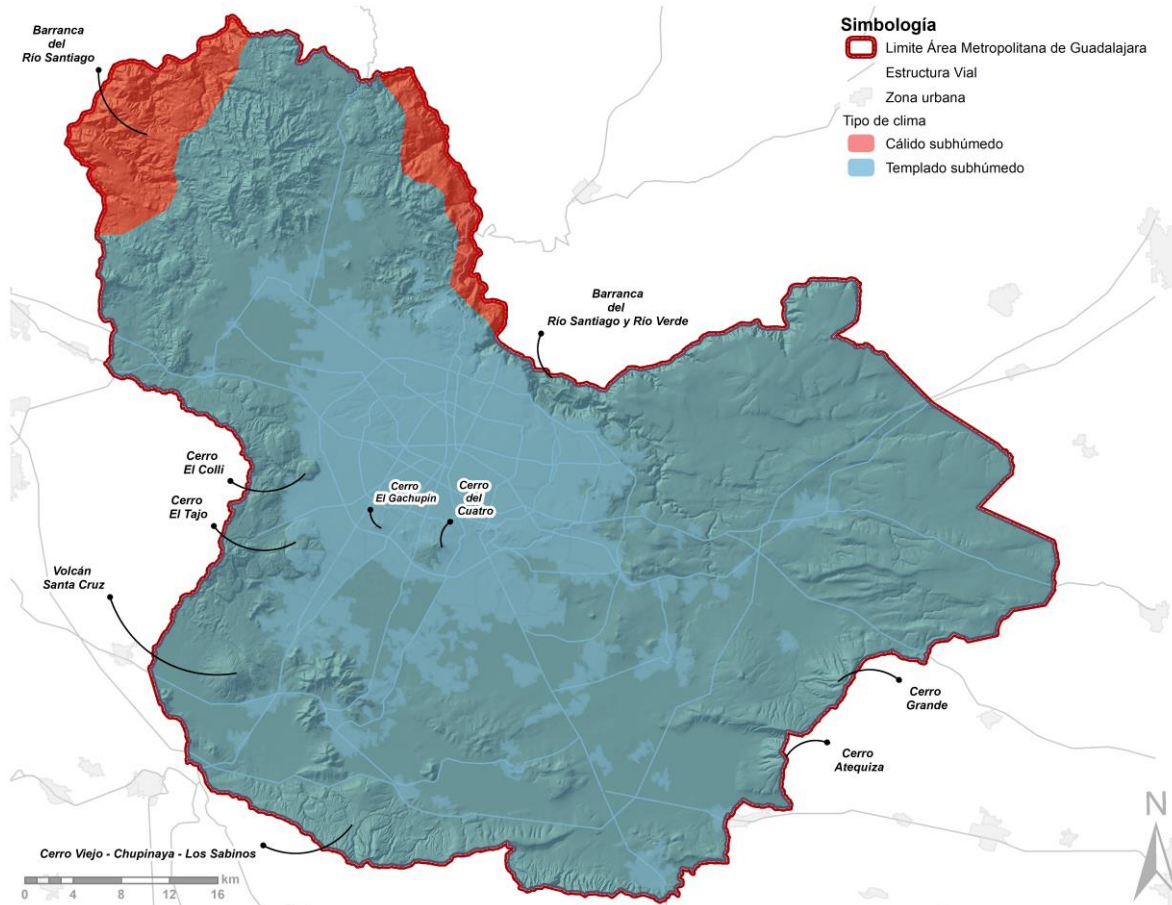 Simbología
Limite Área Metropolitana de Guadalajara
Estructura Vial
Zona urbana
Tipo de clima
Cálido subhúmedo
Templado subhúmedo
Barranca
del
Río Santiago
Barranca
del
Río Santiago y Río Verde
Cerro
El Colli
Cerro
El Gachupín
Cerro
del
Cuatro
Cerro
El Tajo
Volcán
Santa Cruz
Cerro
Grande
Cerro
Atequiza
Cerro Viejo - Chupinaya - Los Sabinos
km
0 4 8 12 16
N